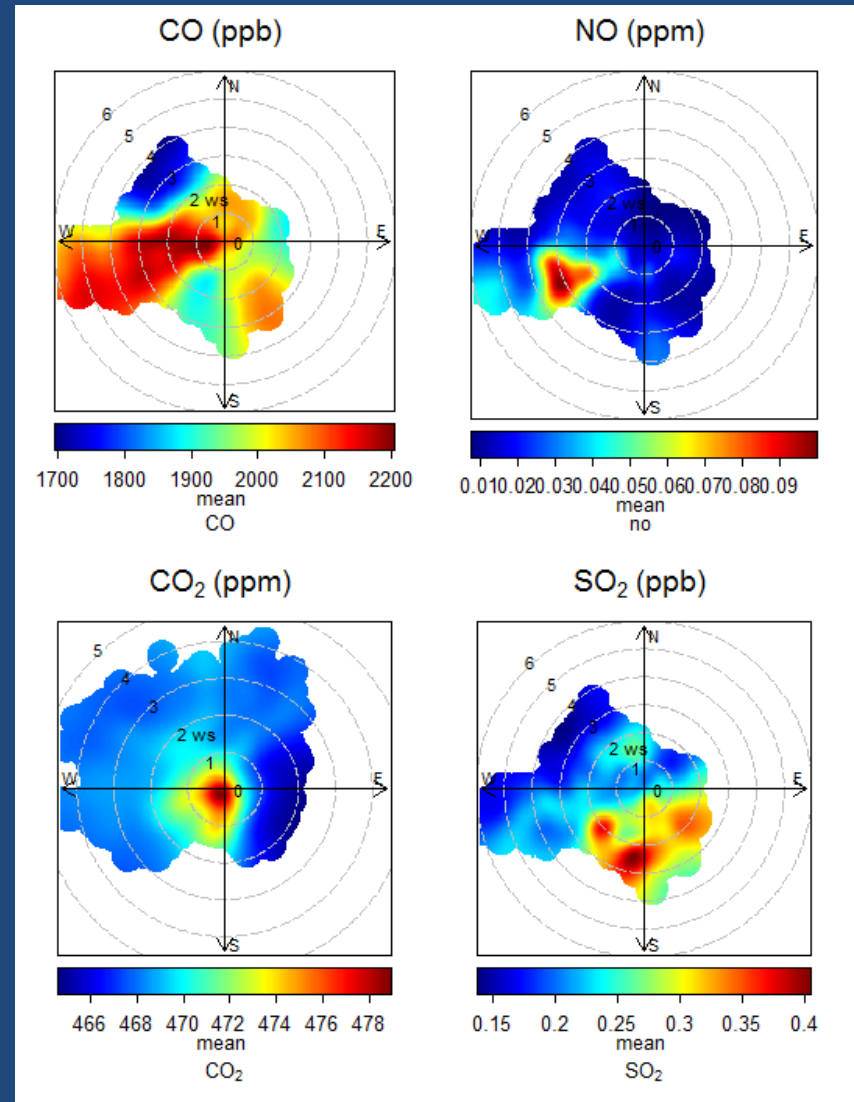 CO (ppb)
N
6
5
4
3
2 ws
1
W
0
E
S
1700 1800 1900 2000 2100 2200
mean
CO
NO (ppm)
N
6
5
4
3
2 ws
1
W
0
E
S
0.010.020.030.040.050.060.070.080.09
mean
no
CO₂ (ppm)
N
5
4
3
2 ws
1
W
0
E
S
466 468 470 472 474 476 478
mean
CO₂
SO₂ (ppb)
N
6
5
4
3
2 ws
1
W
0
E
S
0.15 0.2 0.25 0.3 0.35 0.4
mean
SO₂